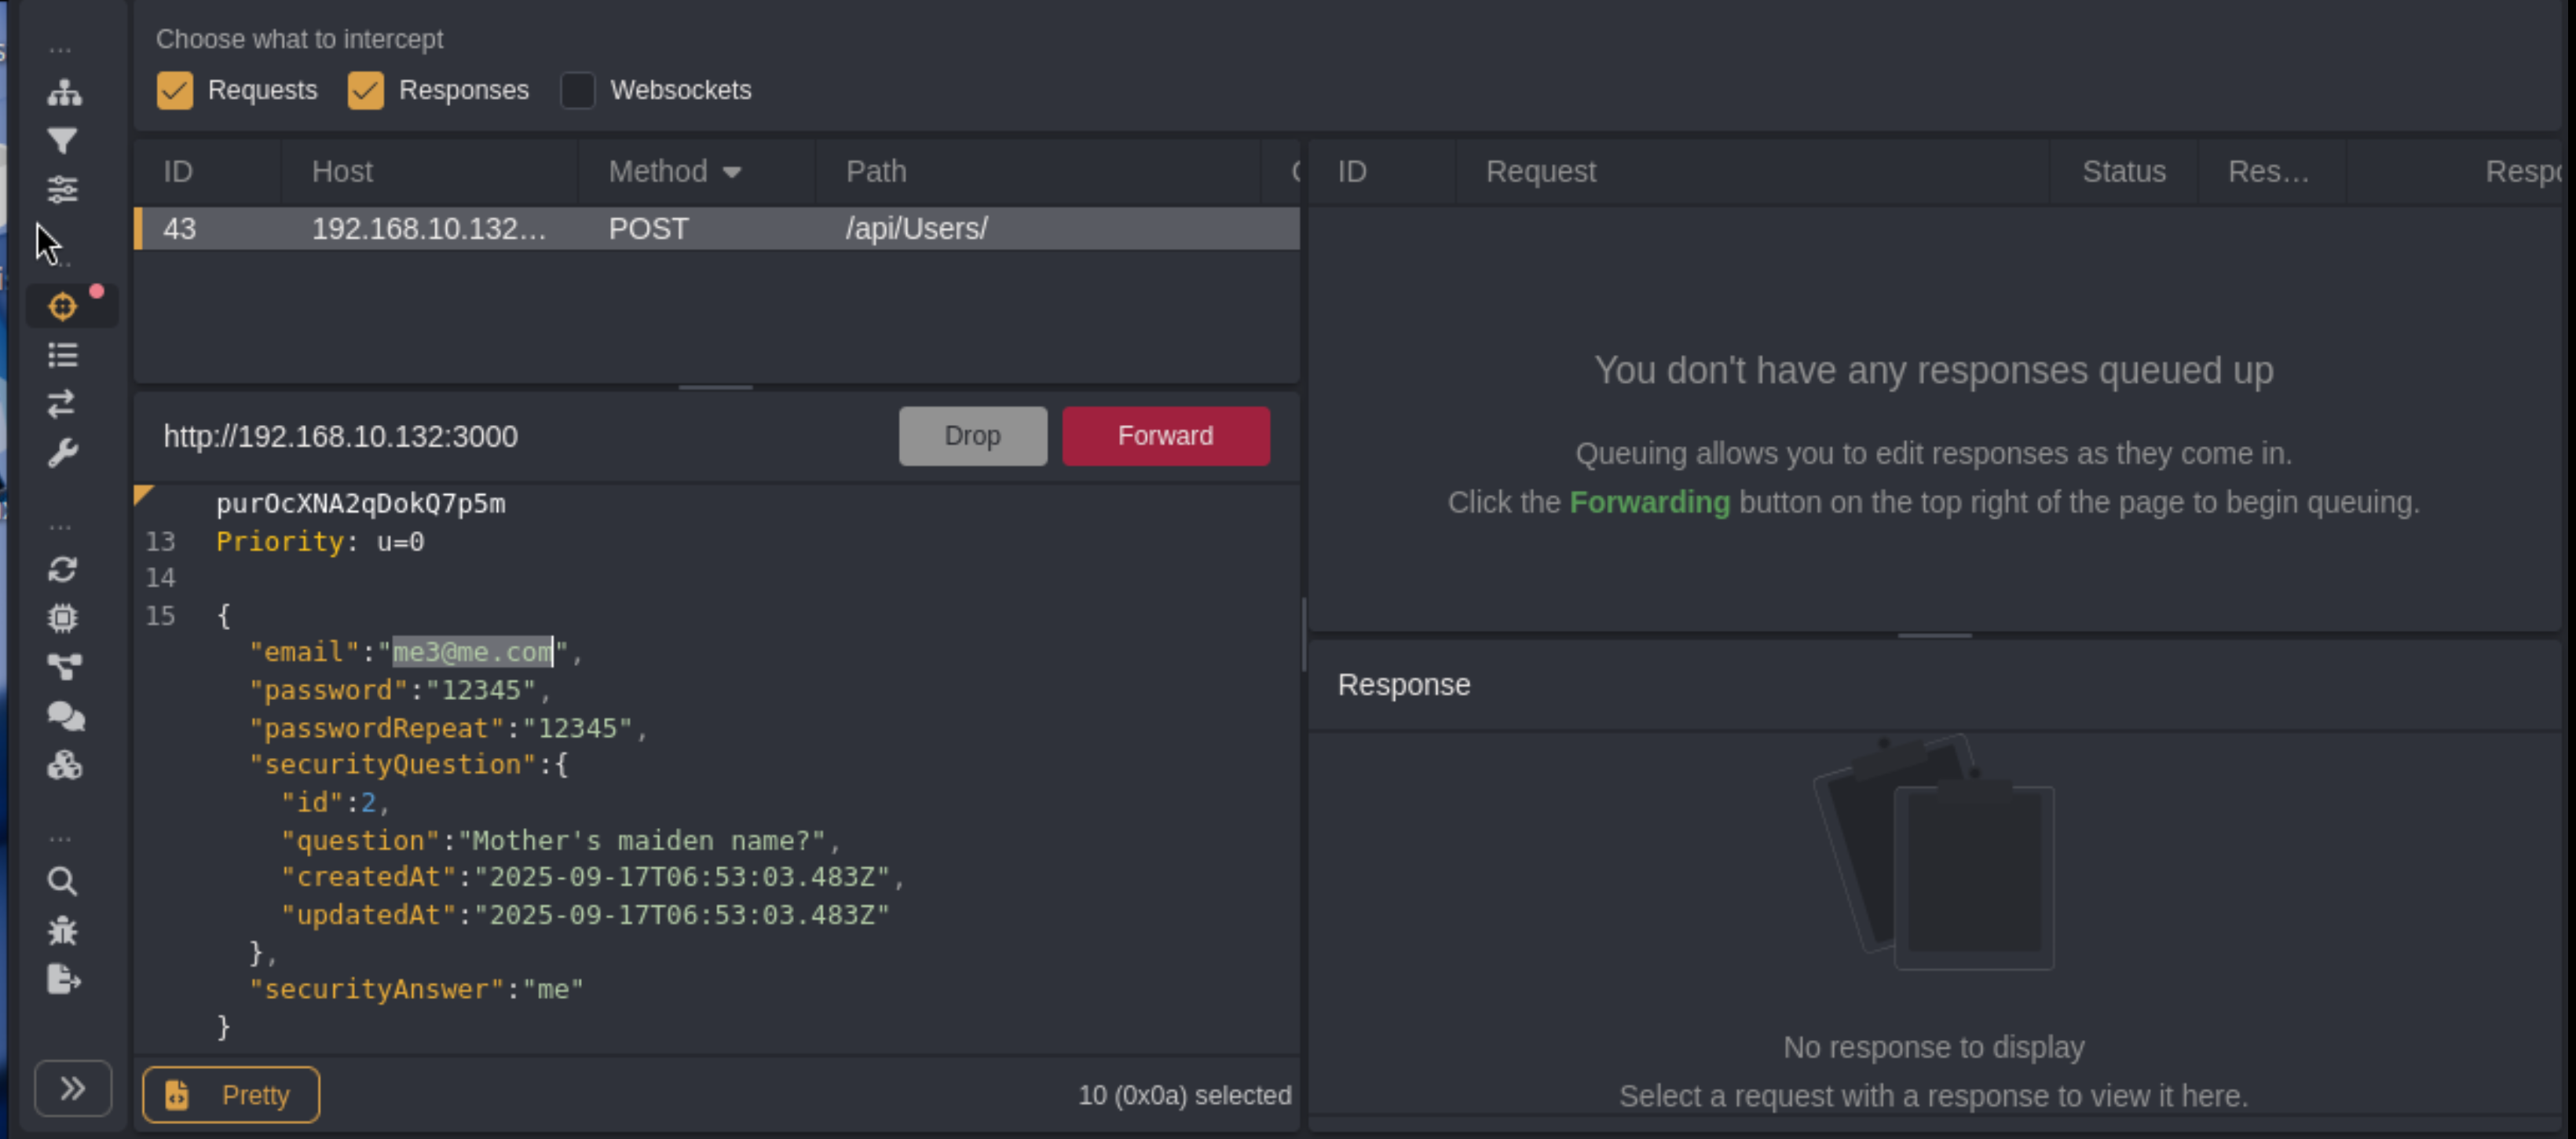 Choose what to intercept
Requests Responses Websockets
ID Host Method Path
43 192.168.10.132... POST /api/Users/
http://192.168.10.132:3000 Drop Forward
purOcXNA2qDokQ7p5m
13 Priority: u=0
14
15 {
"email":"me3@me.com",
"password":"12345",
"passwordRepeat":"12345",
"securityQuestion":{
"id":2,
"question":"Mother's maiden name?",
"createdAt":"2025-09-17T06:53:03.483Z",
"updatedAt":"2025-09-17T06:53:03.483Z"
},
"securityAnswer":"me"
}
Pretty 10 (0x0a) selected
ID Request Status Res... Respo
You don't have any responses queued up
Queuing allows you to edit responses as they come in.
Click the Forwarding button on the top right of the page to begin queuing.
Response
No response to display
Select a request with a response to view it here.